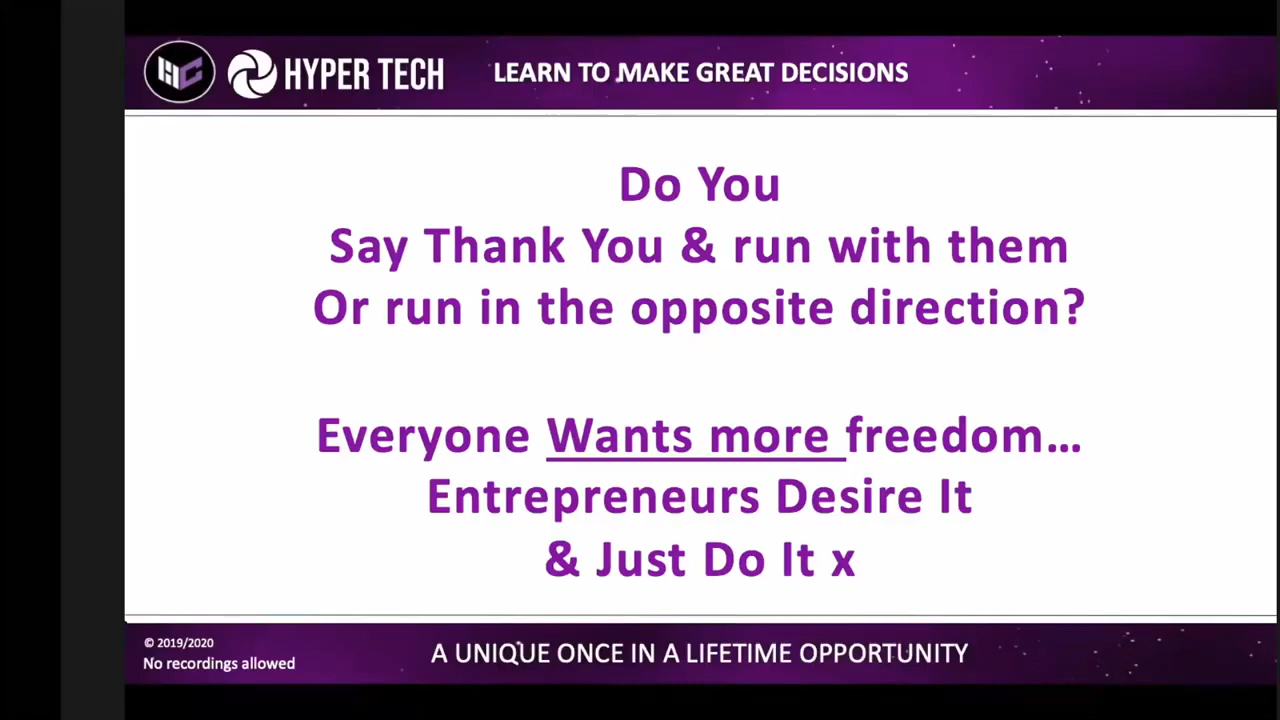 HC HYPER TECH LEARN TO MAKE GREAT DECISIONS
Do You
Say Thank You & run with them
Or run in the opposite direction?
Everyone Wants more freedom…
Entrepreneurs Desire It
& Just Do It x
© 2019/2020
No recordings allowed
A UNIQUE ONCE IN A LIFETIME OPPORTUNITY